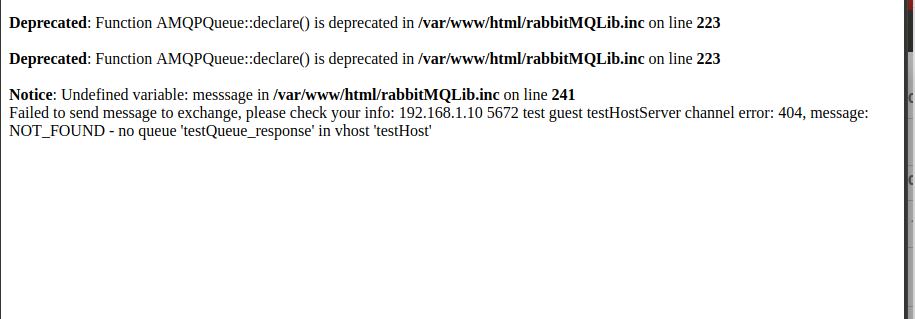 Deprecated: Function AMQPQueue::declare() is deprecated in /var/www/html/rabbitMQLib.inc on line 223
Deprecated: Function AMQPQueue::declare() is deprecated in /var/www/html/rabbitMQLib.inc on line 223
Notice: Undefined variable: messsage in /var/www/html/rabbitMQLib.inc on line 241
Failed to send message to exchange, please check your info: 192.168.1.10 5672 test guest testHostServer channel error: 404, message:
NOT_FOUND - no queue 'testQueue_response' in vhost 'testHost'